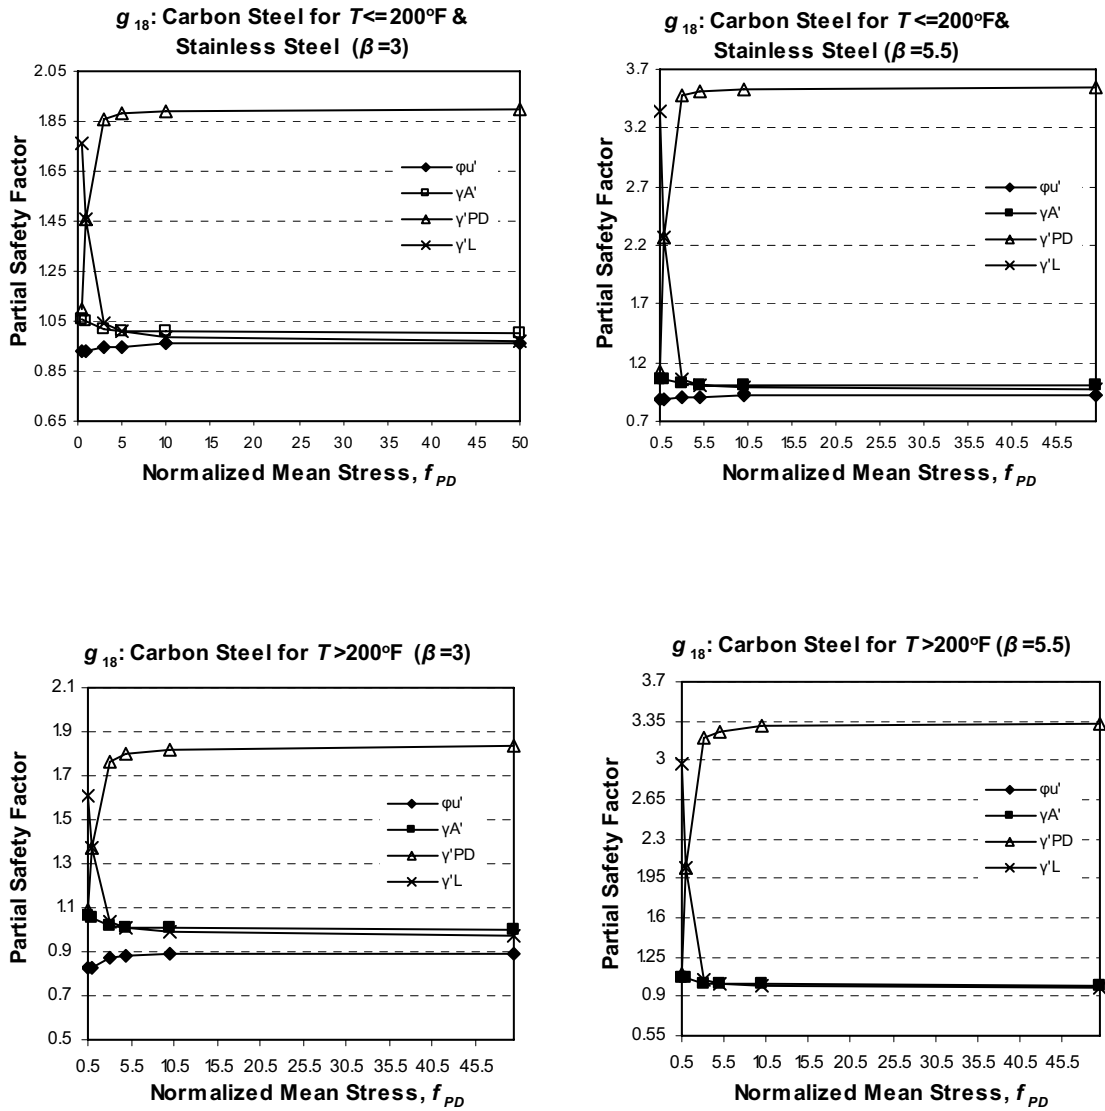 g 18: Carbon Steel for T<=200oF &
Stainless Steel (β=3)
2.05
1.85
1.65
1.45
1.25
1.05
0.85
0.65
Partial Safety Factor
φu'
γA'
γ'PD
γ'L
0 5 10 15 20 25 30 35 40 45 50
Normalized Mean Stress, f PD
g 18: Carbon Steel for T <=200oF&
Stainless Steel (β=5.5)
3.7
3.2
2.7
2.2
1.7
1.2
0.7
Partial Safety Factor
φu'
γA'
γ'PD
γ'L
0.5 5.5 10.5 15.5 20.5 25.5 30.5 35.5 40.5 45.5
Normalized Mean Stress, f PD
g 18: Carbon Steel for T >200oF (β=3)
2.1
1.9
1.7
1.5
1.3
1.1
0.9
0.7
0.5
Partial Safety Factor
φu'
γA'
γ'PD
γ'L
0.5 5.5 10.5 15.5 20.5 25.5 30.5 35.5 40.5 45.5
Normalized Mean Stress, f PD
g 18: Carbon Steel for T >200oF (β=5.5)
3.7
3.35
3
2.65
2.3
1.95
1.6
1.25
0.9
0.55
Partial Safety Factor
φu'
γA'
γ'PD
γ'L
0.5 5.5 10.5 15.5 20.5 25.5 30.5 35.5 40.5 45.5
Normalized Mean Stress, f PD